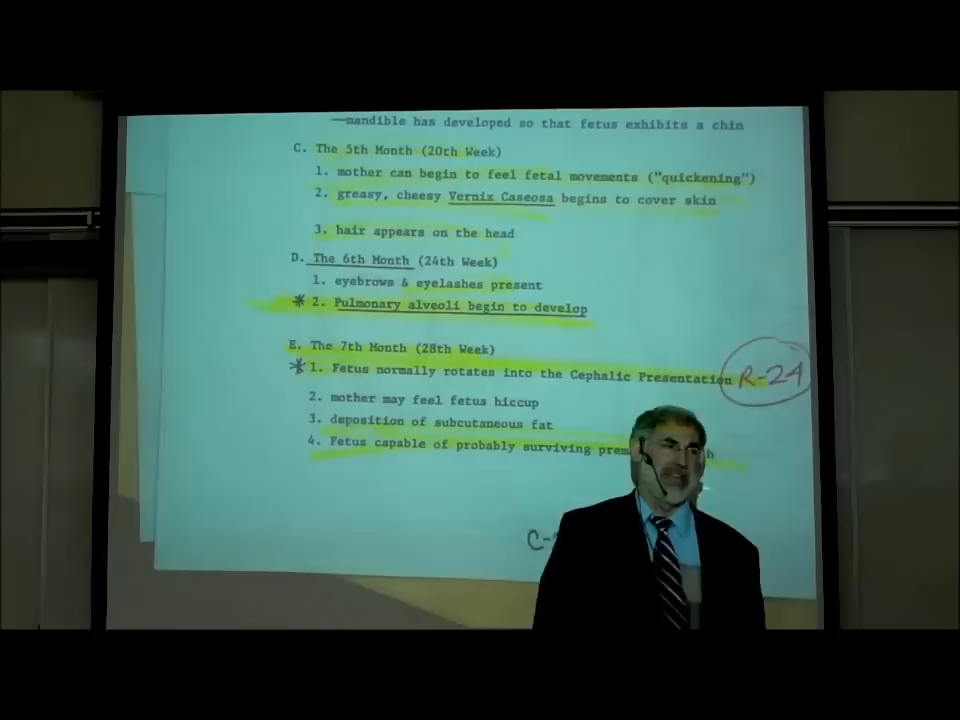 —mandible has developed so that fetus exhibits a chin
C. The 5th Month (20th Week)
1. mother can begin to feel fetal movements ("quickening")
2. greasy, cheesy Vernix Caseosa begins to cover skin
3. hair appears on the head
D. The 6th Month (24th Week)
1. eyebrows & eyelashes present
* 2. Pulmonary alveoli begin to develop
E. The 7th Month (28th Week)
* 1. Fetus normally rotates into the Cephalic Presentation R-24
2. mother may feel fetus hiccup
3. deposition of subcutaneous fat
4. Fetus capable of probably surviving